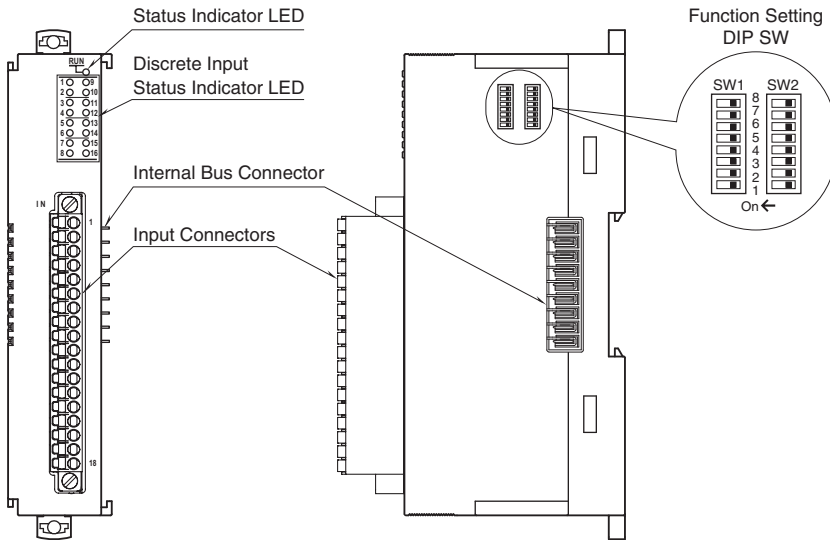 Status Indicator LED
Function Setting
DIP SW
RUN
Discrete Input
Status Indicator LED
1 9
2 10
3 11
4 12
5 13
6 14
7 15
8 16
SW1 SW2
8
7
6
5
4
3
2
1
On ←
Internal Bus Connector
IN
1
Input Connectors
18